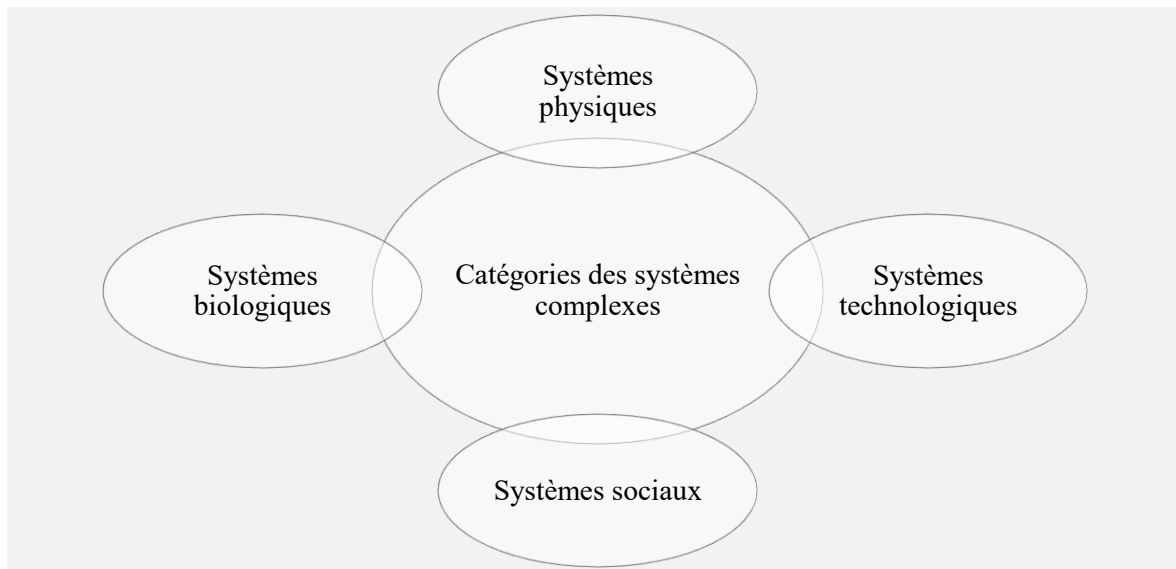 Systèmes
physiques
Systèmes
biologiques
Catégories des systèmes
complexes
Systèmes
technologiques
Systèmes sociaux